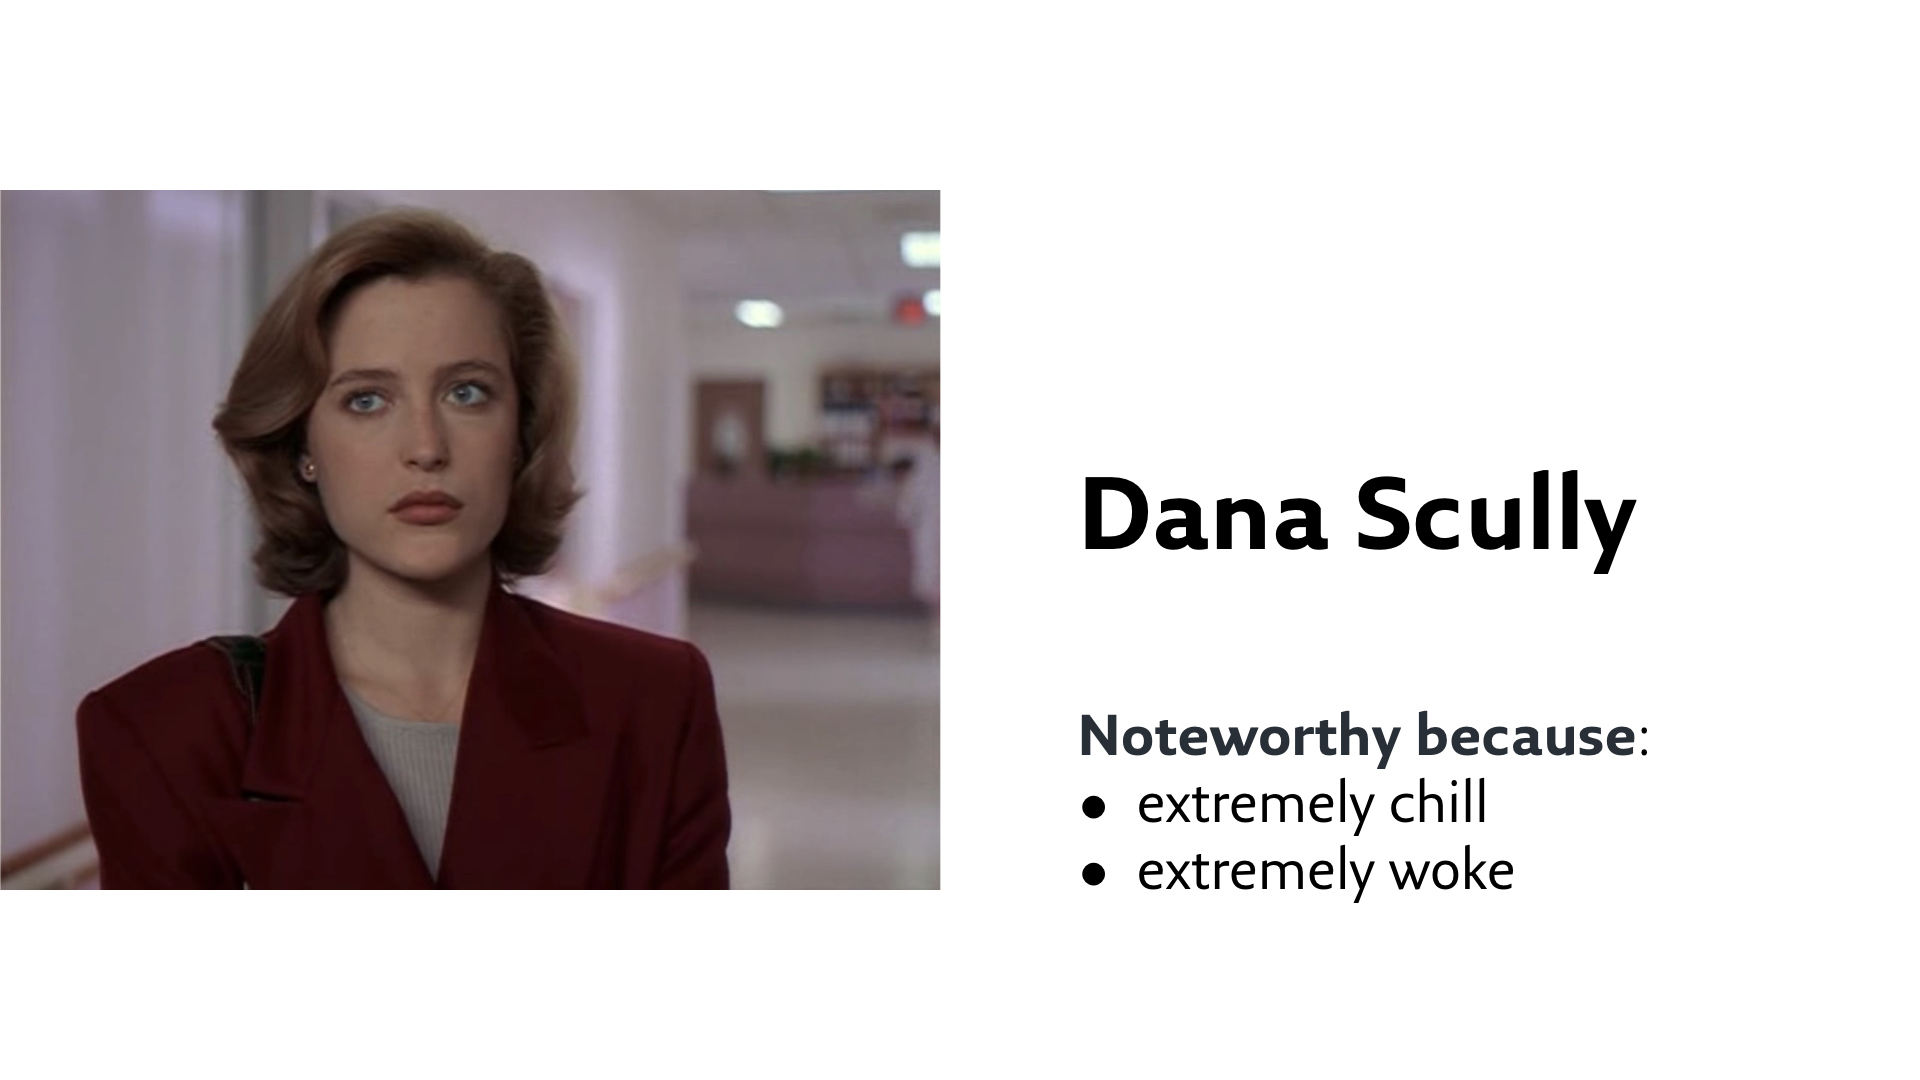 Dana Scully
Noteworthy because:
● extremely chill
● extremely woke